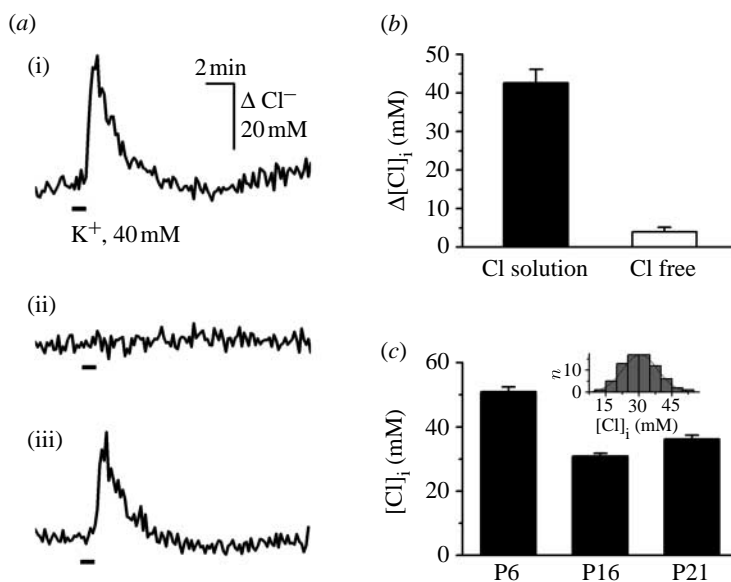 (a)
(i)
2 min
Δ Cl⁻
20 mM
K⁺, 40 mM
(ii)
(iii)
(b)
50
40
30
20
10
0
Δ[Cl]ᵢ (mM)
Cl solution
Cl free
(c)
60
40
20
0
[Cl]ᵢ (mM)
P6
P16
P21
n
10
0
15
30
45
[Cl]ᵢ (mM)